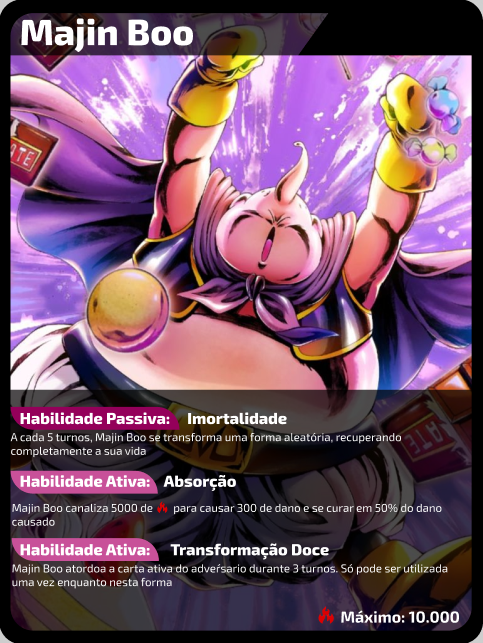 Majin Boo
Habilidade Passiva: Imortalidade
A cada 5 turnos, Majin Boo se transforma uma forma aleatória, recuperando
completamente a sua vida
Habilidade Ativa: Absorção
Majin Boo canaliza 5000 de para causar 300 de dano e se curar em 50% do dano
causado
Habilidade Ativa: Transformação Doce
Majin Boo atordoa a carta ativa do adversario durante 3 turnos. Só pode ser utilizada
uma vez enquanto nesta forma
Máximo: 10.000